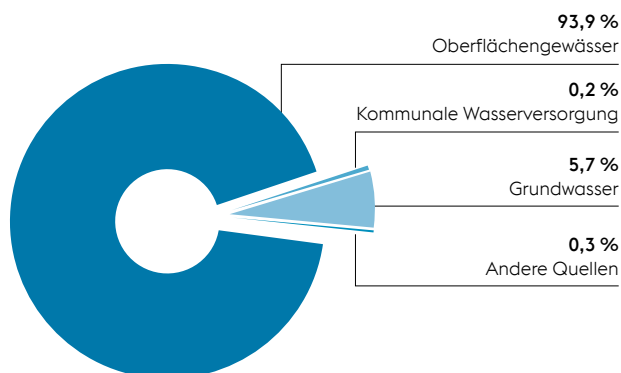 93,9 %
Oberflächengewässer
0,2 %
Kommunale Wasserversorgung
5,7 %
Grundwasser
0,3 %
Andere Quellen